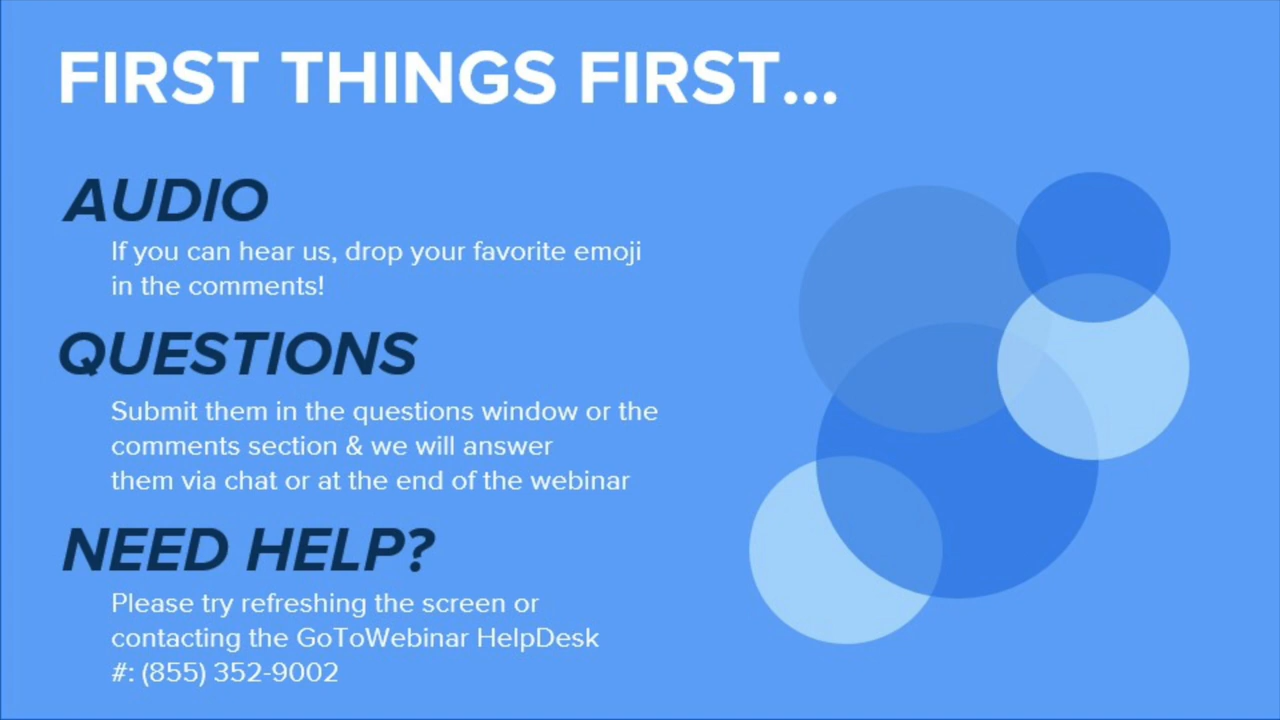 FIRST THINGS FIRST...
AUDIO
If you can hear us, drop your favorite emoji
in the comments!
QUESTIONS
Submit them in the questions window or the
comments section & we will answer
them via chat or at the end of the webinar
NEED HELP?
Please try refreshing the screen or
contacting the GoToWebinar HelpDesk
#: (855) 352-9002